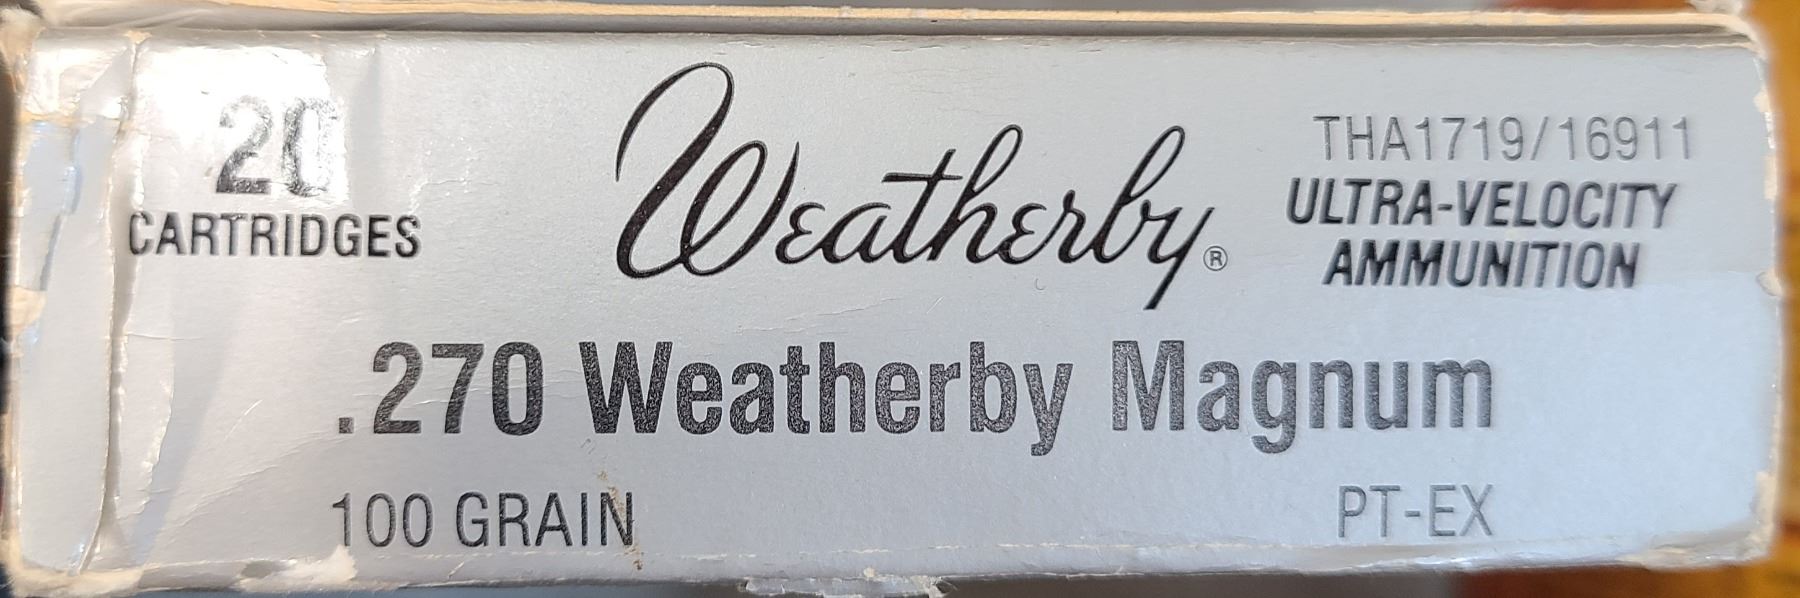 20
CARTRIDGES
Weatherby®
THA1719/16911
ULTRA-VELOCITY
AMMUNITION
.270 Weatherby Magnum
100 GRAIN
PT-EX